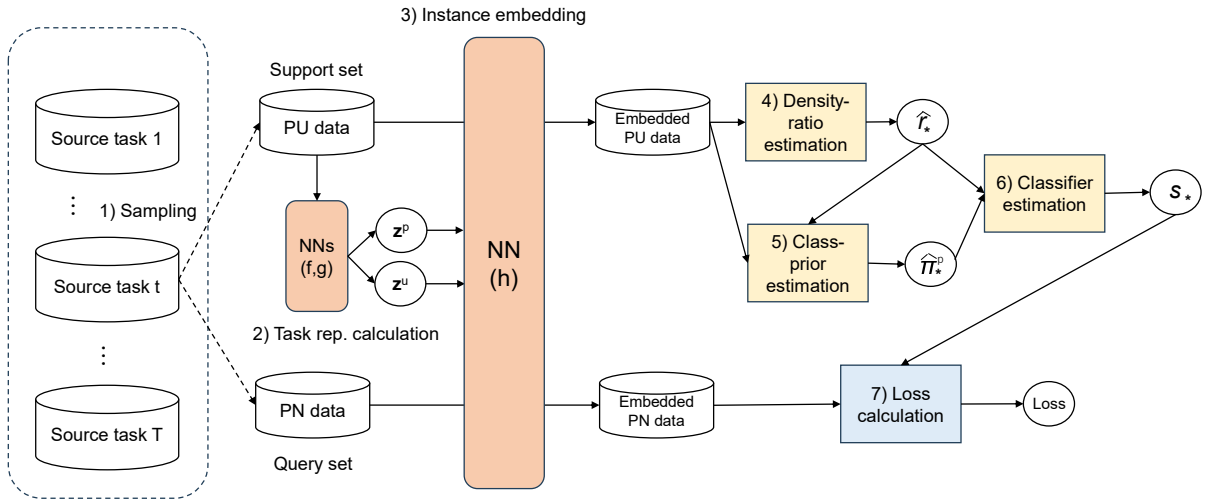 3) Instance embedding
Support set
Source task 1
PU data
Embedded
PU data
4) Density-
ratio
estimation
r̂*
⋮
1) Sampling
6) Classifier
estimation
s*
NNs
(f,g)
zᵖ
zᵘ
NN
(h)
5) Class-
prior
estimation
π̂*ᵖ
Source task t
2) Task rep. calculation
⋮
PN data
Embedded
PN data
7) Loss
calculation
Loss
Source task T
Query set